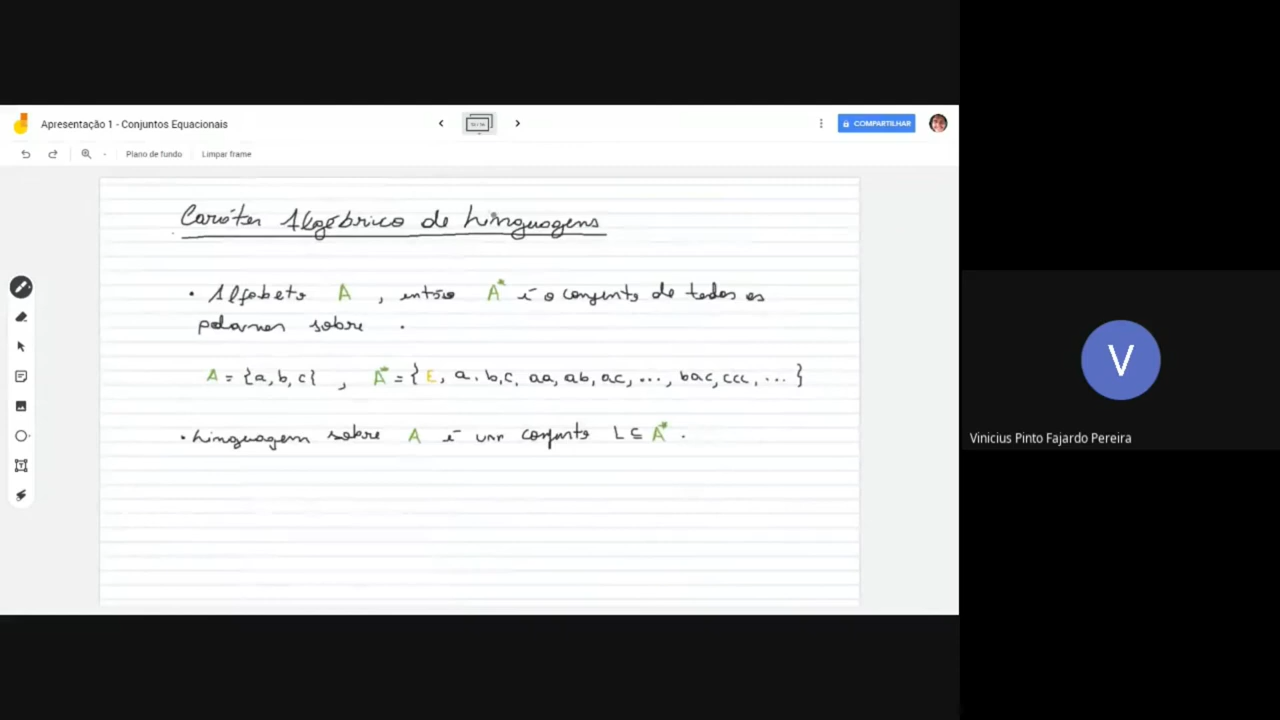 Apresentação 1 - Conjuntos Equacionais
COMPARTILHAR
Plano de fundo Limpar frame
Caráter Algébrico de Linguagens
• Alfabeto A , então A* é o conjunto de todas as
palavras sobre .
A = {a, b, c} , A* = {ε, a, b, c, aa, ab, ac, ..., bac, ccc, ... }
• Linguagem sobre A é um conjunto L ⊆ A* .
V
Vinicius Pinto Fajardo Pereira